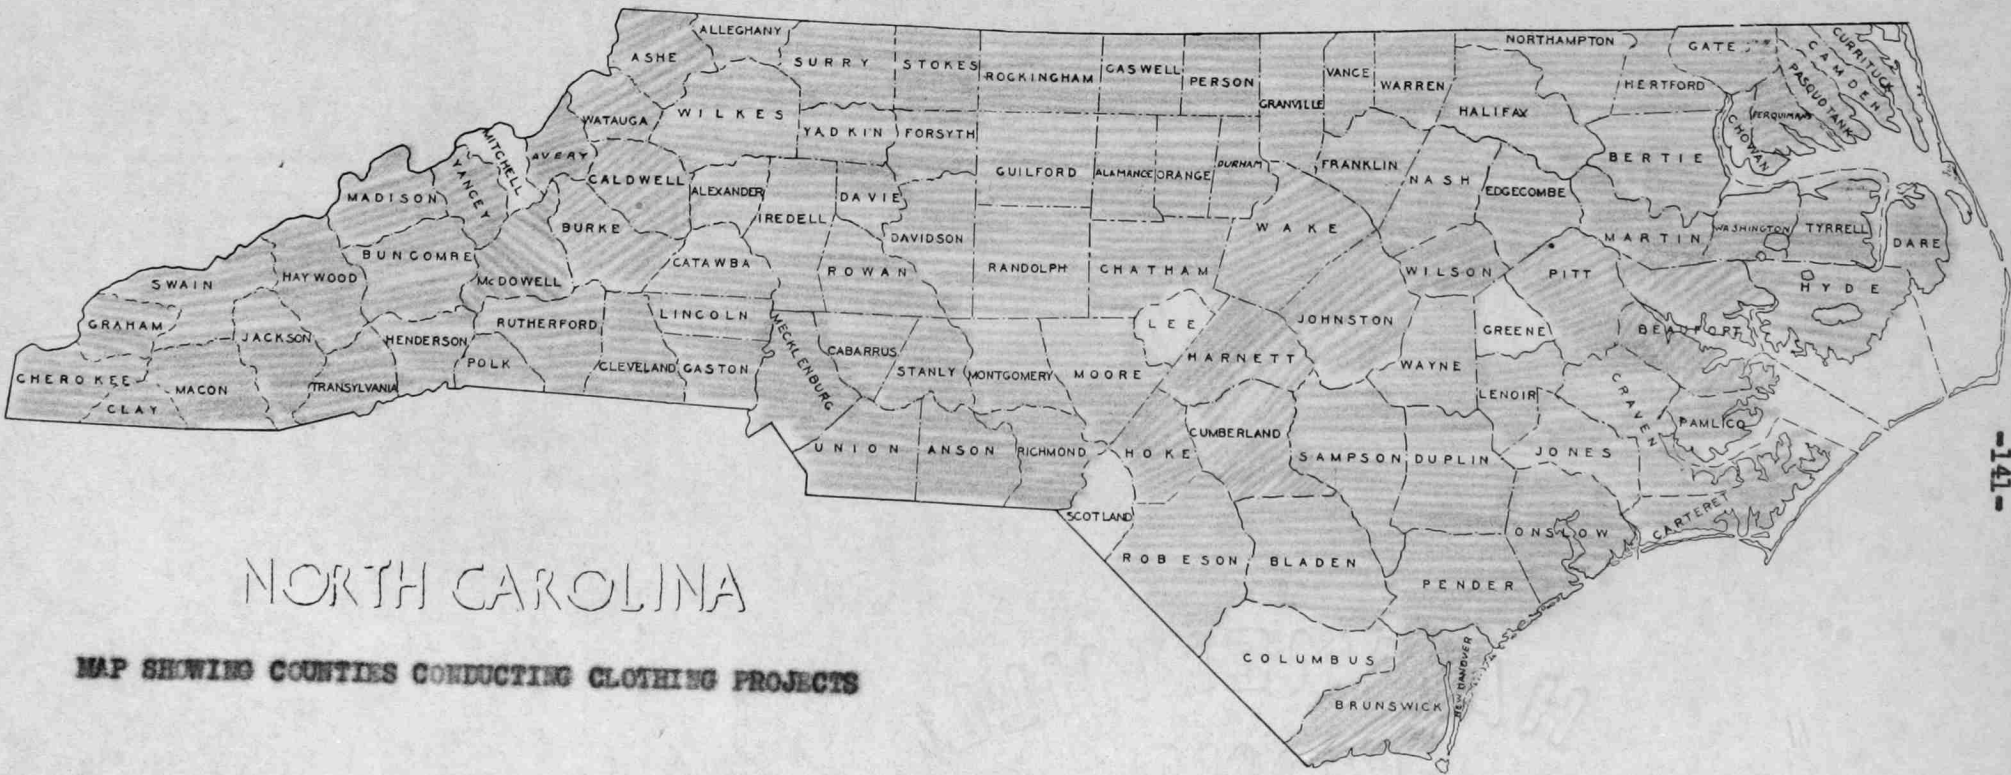 ALLEGHANY
ASHE
SURRY
STOKES
ROCKINGHAM
CASWELL
PERSON
GRANVILLE
VANCE
WARREN
NORTHAMPTON
GATE
HERTFORD
HALIFAX
CURRITUCK
CAMDEN
PASQUOTANK
PERQUIMANS
CHOWAN
WATAUGA
WILKES
YADKIN
FORSYTH
GUILFORD
ALAMANCE
ORANGE
DURHAM
FRANKLIN
NASH
EDGECOMBE
BERTIE
MITCHELL
AVERY
YANCEY
CALDWELL
ALEXANDER
IREDELL
DAVIE
MADISON
BURKE
DAVIDSON
WAKE
MARTIN
WASHINGTON
TYRRELL
DARE
BUNCOMBE
HAYWOOD
McDOWELL
CATAWBA
ROWAN
RANDOLPH
CHATHAM
WILSON
PITT
HYDE
SWAIN
GRAHAM
JACKSON
HENDERSON
RUTHERFORD
LINCOLN
MECKLENBURG
CABARRUS
LEE
JOHNSTON
GREENE
BEAUFORT
CHEROKEE
MACON
CLAY
TRANSYLVANIA
POLK
CLEVELAND
GASTON
STANLY
MONTGOMERY
MOORE
HARNETT
WAYNE
LENOIR
CRAVEN
PAMLICO
UNION
ANSON
RICHMOND
HOKE
CUMBERLAND
SAMPSON
DUPLIN
JONES
SCOTLAND
ROBESON
BLADEN
PENDER
ONSLOW
CARTERET
COLUMBUS
BRUNSWICK
NEW HANOVER
NORTH CAROLINA
MAP SHOWING COUNTIES CONDUCTING CLOTHING PROJECTS
-141-